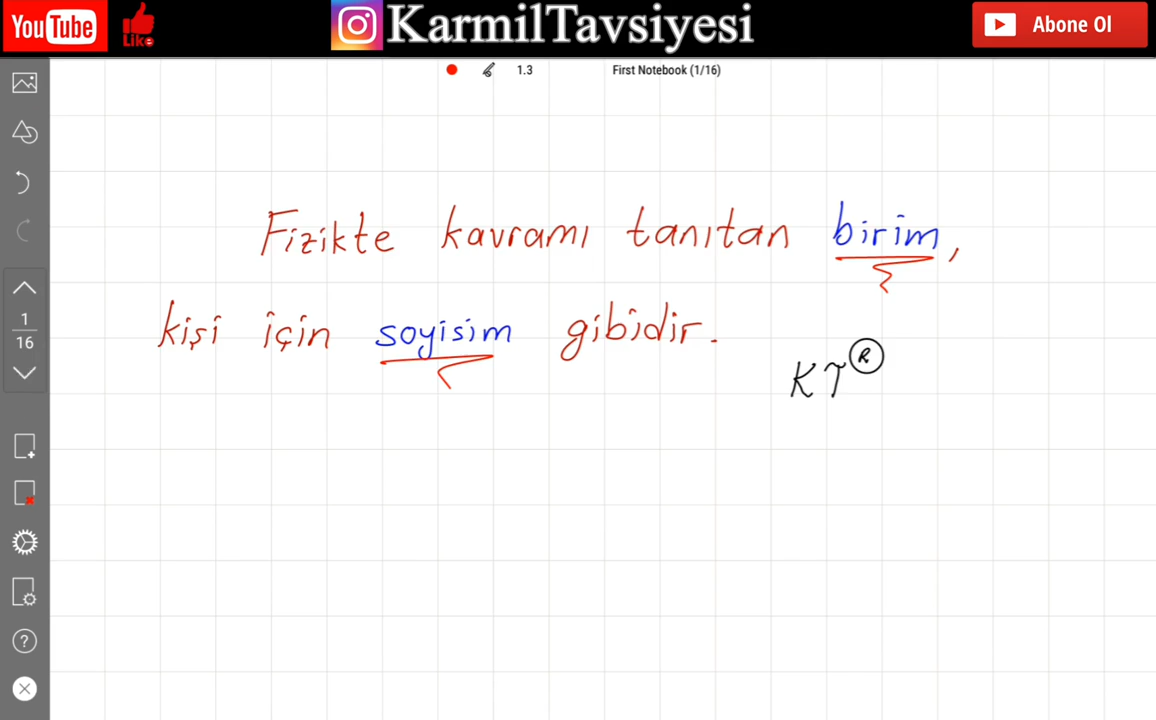 YouTube Like KarmilTavsiyesi Abone Ol
1.3 First Notebook (1/16)
Fizikte kavramı tanıtan birim,
kişi için soyisim gibidir.
KT®
1
16
?